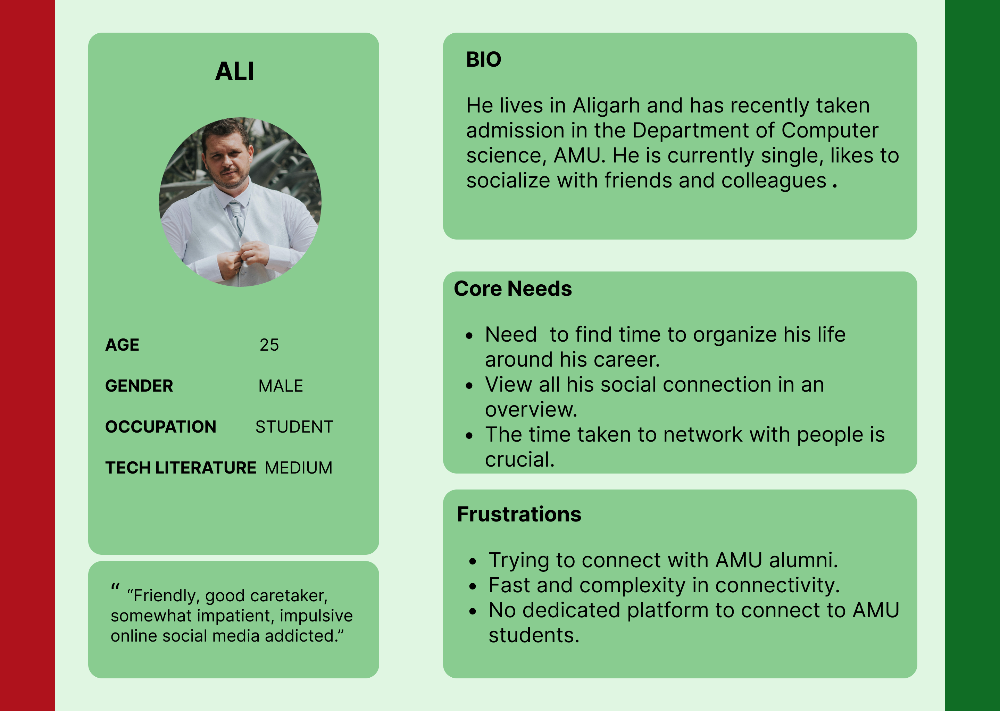 ALI
AGE 25
GENDER MALE
OCCUPATION STUDENT
TECH LITERATURE MEDIUM
“ “Friendly, good caretaker,
somewhat impatient, impulsive
online social media addicted.”
BIO
He lives in Aligarh and has recently taken
admission in the Department of Computer
science, AMU. He is currently single, likes to
socialize with friends and colleagues .
Core Needs
• Need  to find time to organize his life
around his career.
• View all his social connection in an
overview.
• The time taken to network with people is
crucial.
Frustrations
• Trying to connect with AMU alumni.
• Fast and complexity in connectivity.
• No dedicated platform to connect to AMU
students.